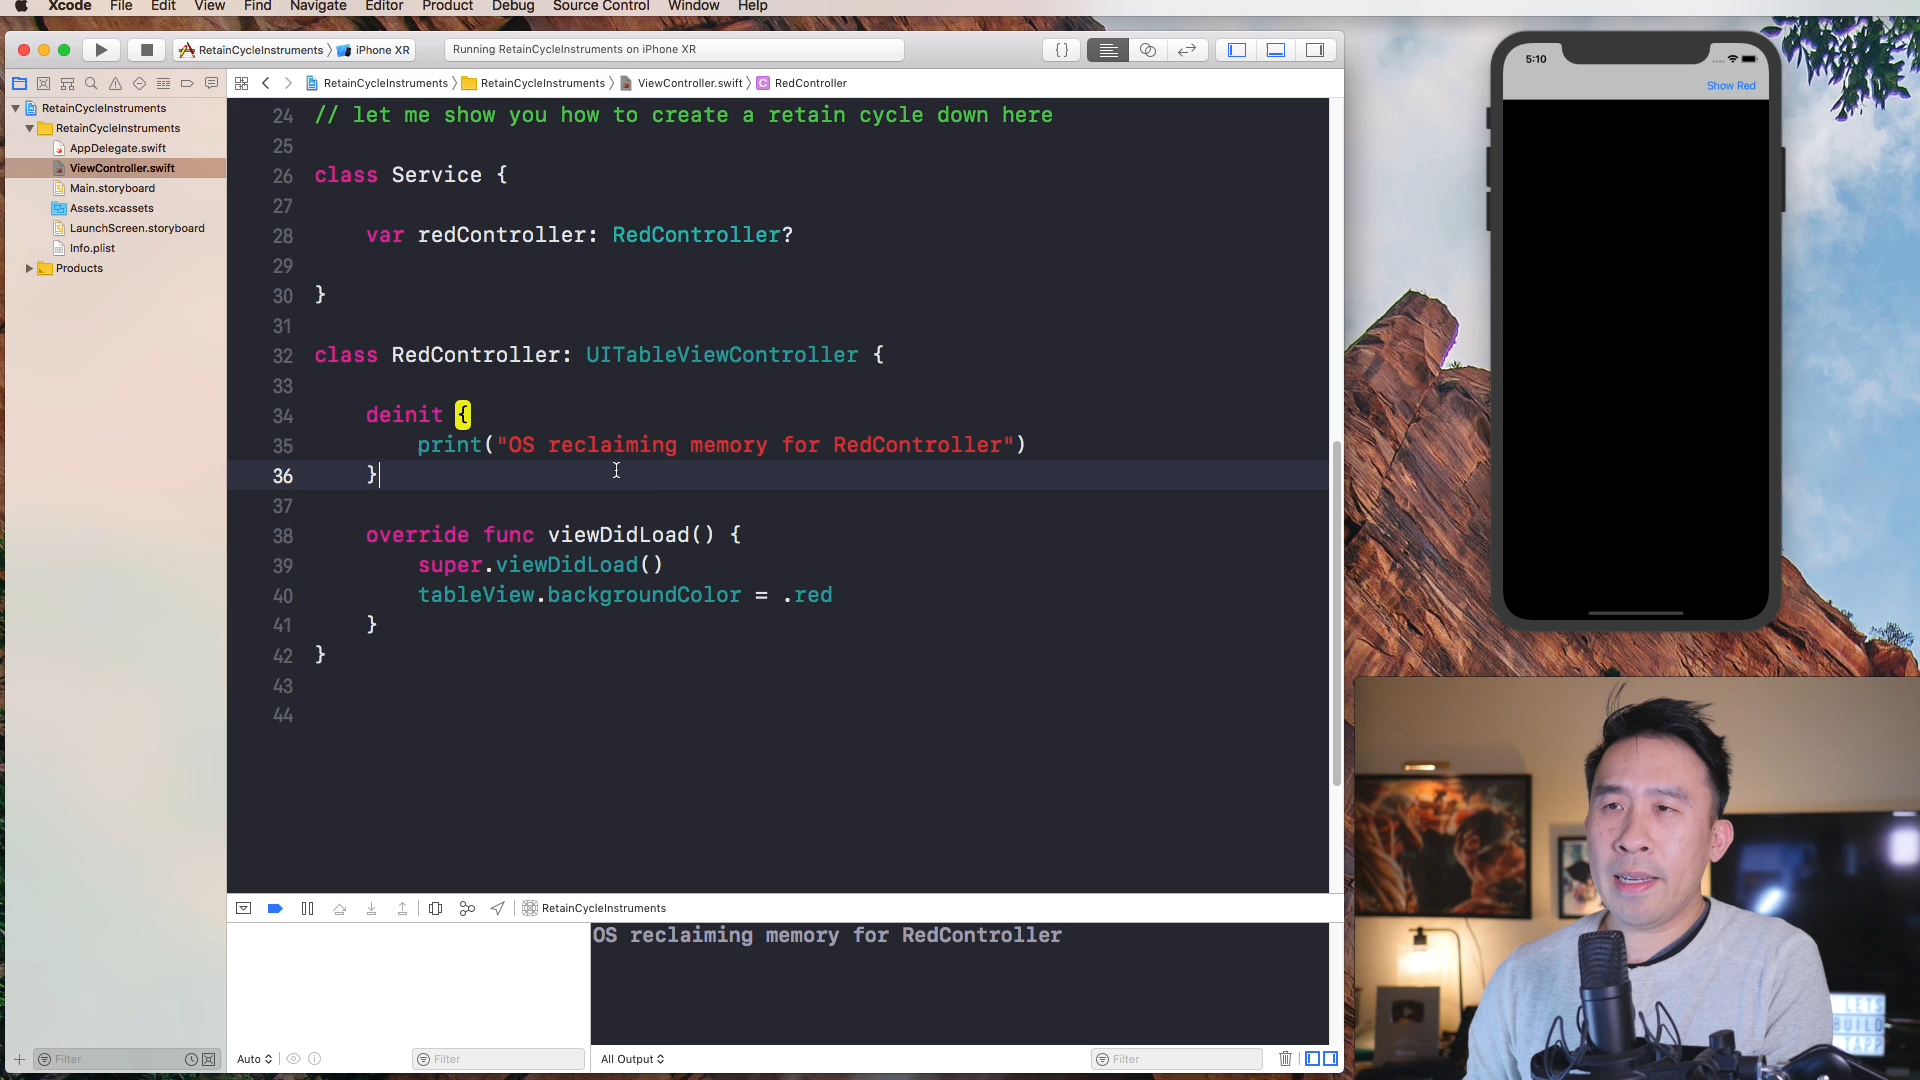 Xcode File Edit View Find Navigate Editor Product Debug Source Control Window Help
RetainCycleInstruments iPhone XR
Running RetainCycleInstruments on iPhone XR
RetainCycleInstruments RetainCycleInstruments ViewController.swift RedController
RetainCycleInstruments
RetainCycleInstruments
AppDelegate.swift
ViewController.swift
Main.storyboard
Assets.xcassets
LaunchScreen.storyboard
Info.plist
Products
24 // let me show you how to create a retain cycle down here
25
26 class Service {
27
28 var redController: RedController?
29
30 }
31
32 class RedController: UITableViewController {
33
34 deinit {
35 print("OS reclaiming memory for RedController")
36 }
37
38 override func viewDidLoad() {
39 super.viewDidLoad()
40 tableView.backgroundColor = .red
41 }
42 }
43
44
RetainCycleInstruments
OS reclaiming memory for RedController
Filter
Auto
Filter
All Output
Filter
5:10
Show Red
LETS
BUILD
TAPP